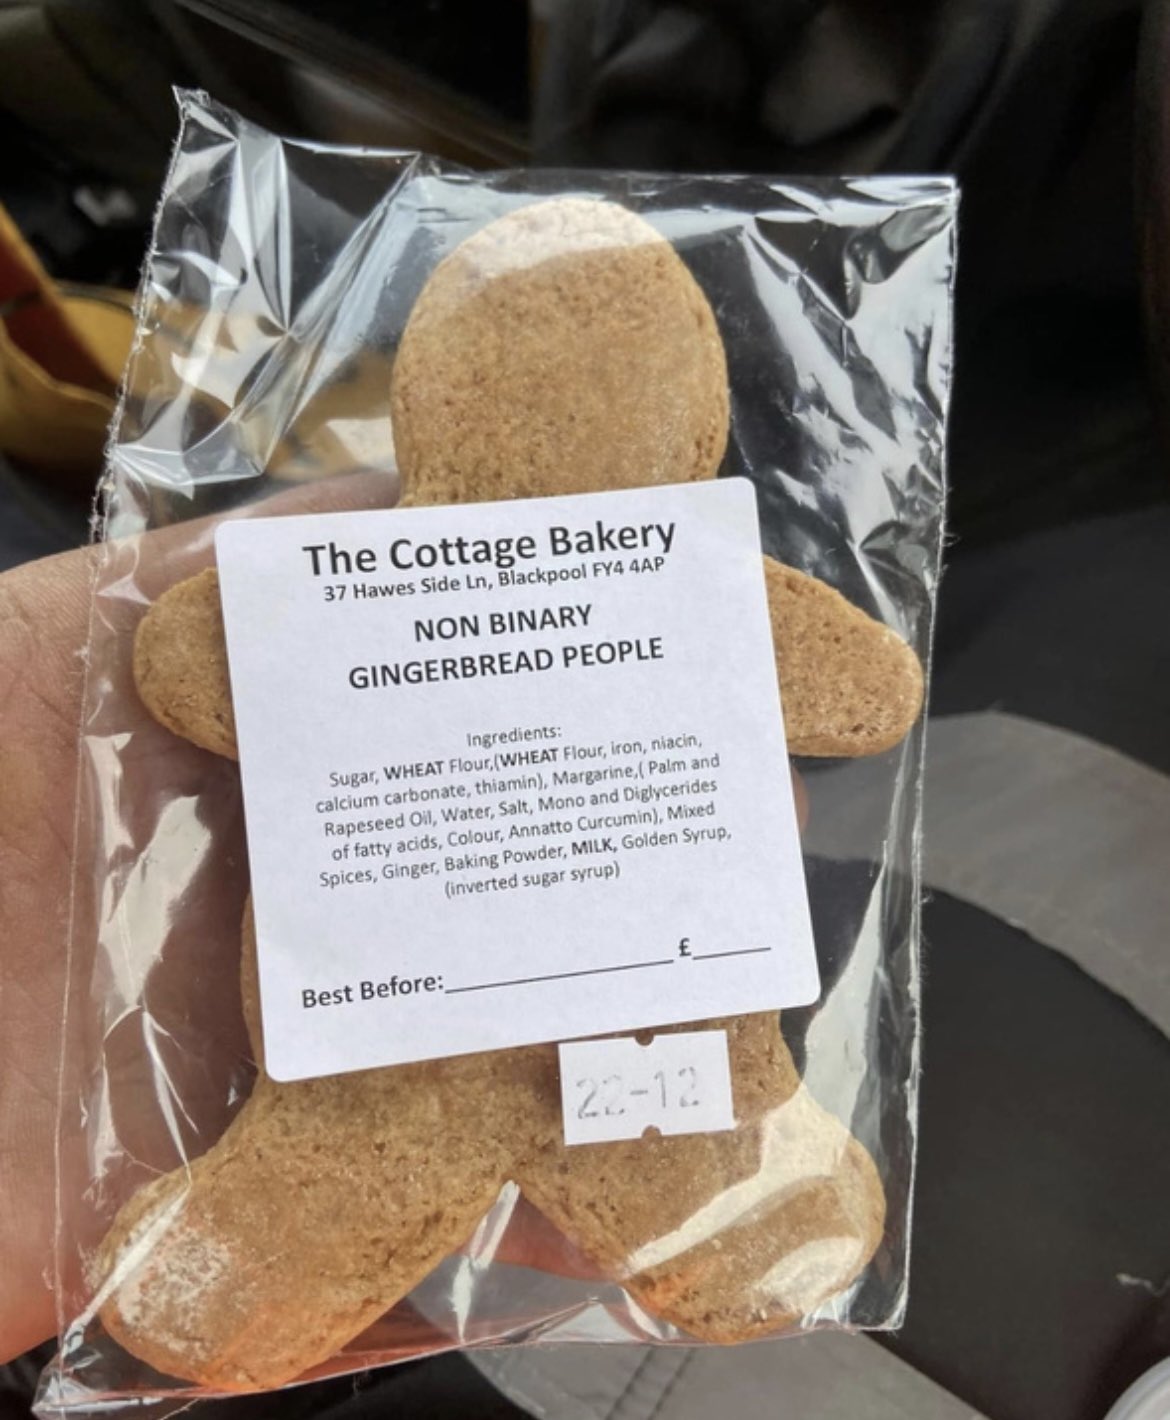 The Cottage Bakery
37 Hawes Side Ln, Blackpool FY4 4AP
NON BINARY
GINGERBREAD PEOPLE
Ingredients:
Sugar, WHEAT Flour,(WHEAT Flour, iron, niacin,
calcium carbonate, thiamin), Margarine,( Palm and
Rapeseed Oil, Water, Salt, Mono and Diglycerides
of fatty acids, Colour, Annatto Curcumin), Mixed
Spices, Ginger, Baking Powder, MILK, Golden Syrup,
(inverted sugar syrup)
Best Before:____________________£______
22-12